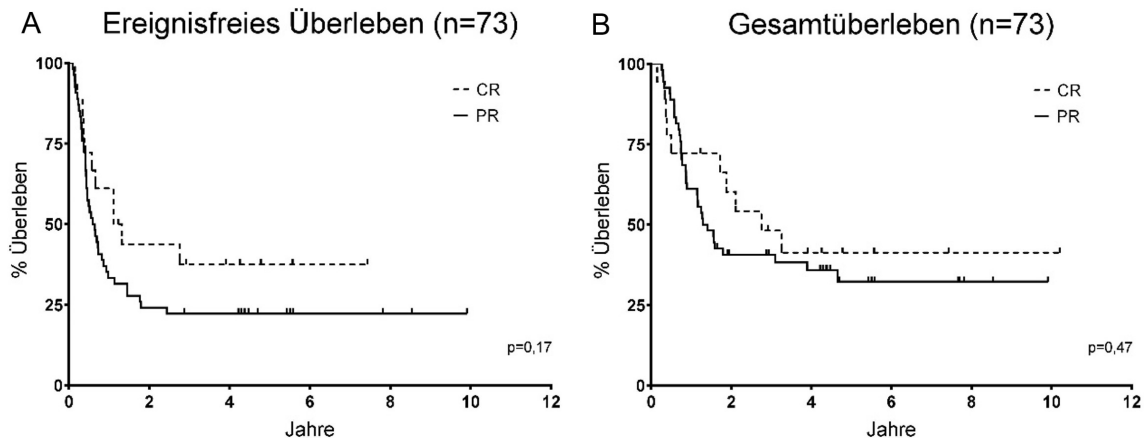 A Ereignisfreies Überleben (n=73)
100
75
50
25
0
% Überleben
CR
PR
p=0,17
0 2 4 6 8 10 12
Jahre
B Gesamtüberleben (n=73)
100
75
50
25
0
% Überleben
CR
PR
p=0,47
0 2 4 6 8 10 12
Jahre